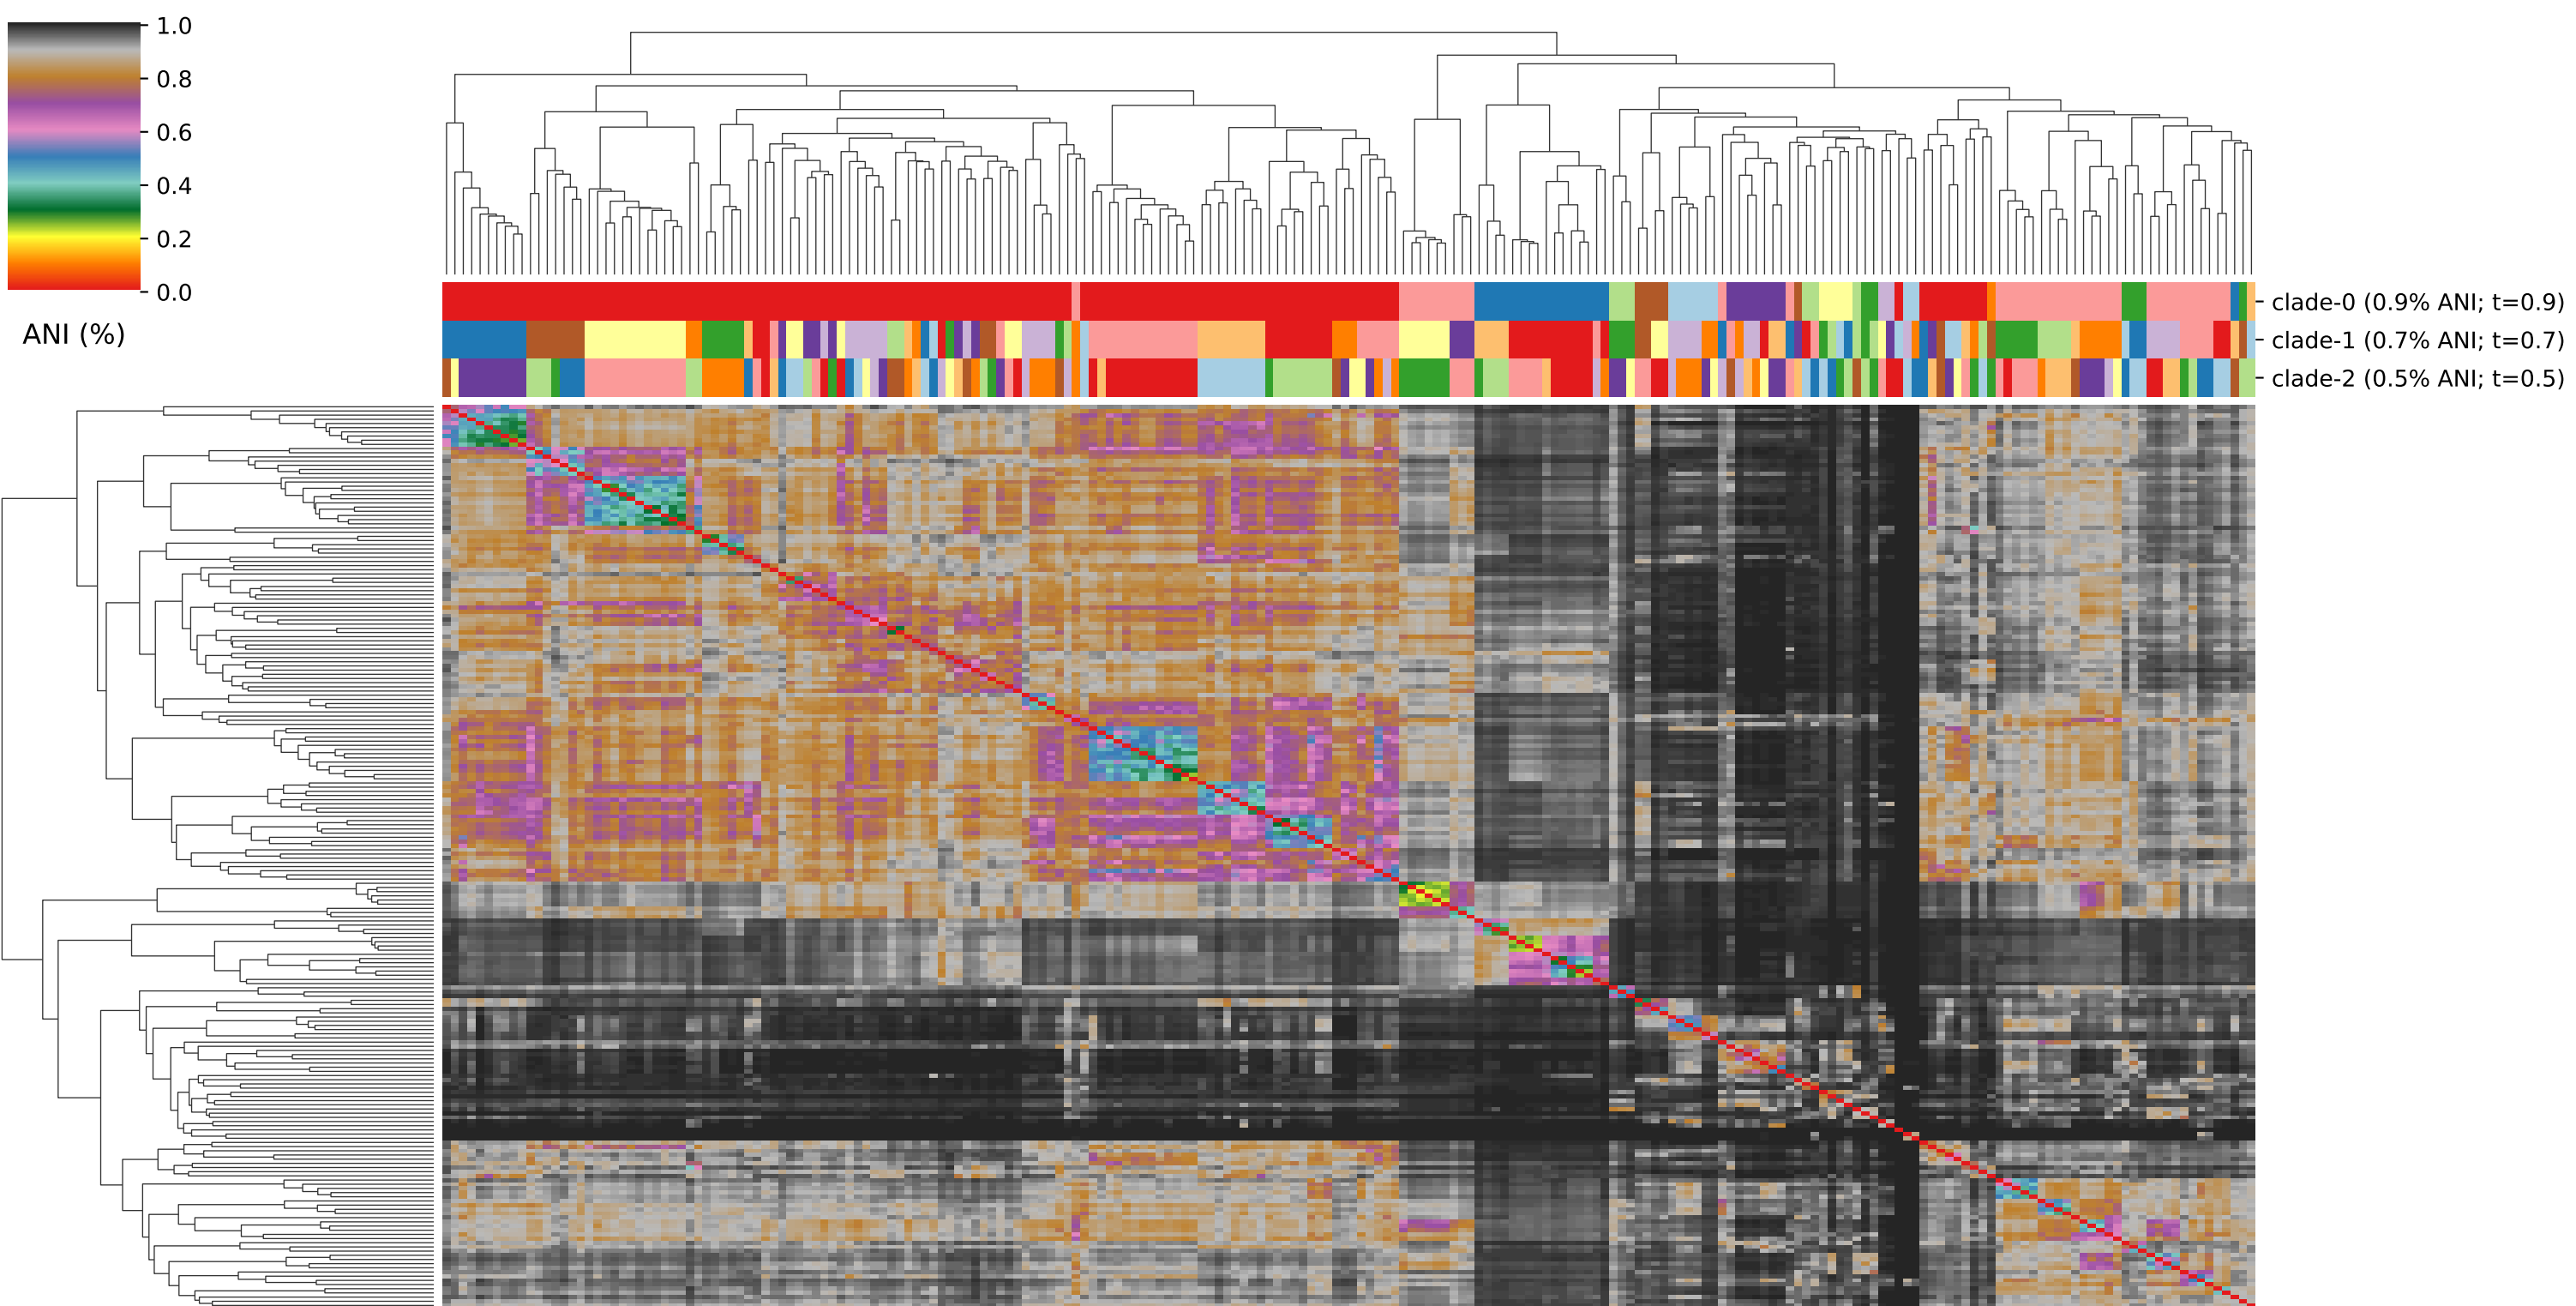 1.0
0.8
0.6
0.4
0.2
0.0
ANI (%)
clade-0 (0.9% ANI; t=0.9)
clade-1 (0.7% ANI; t=0.7)
clade-2 (0.5% ANI; t=0.5)